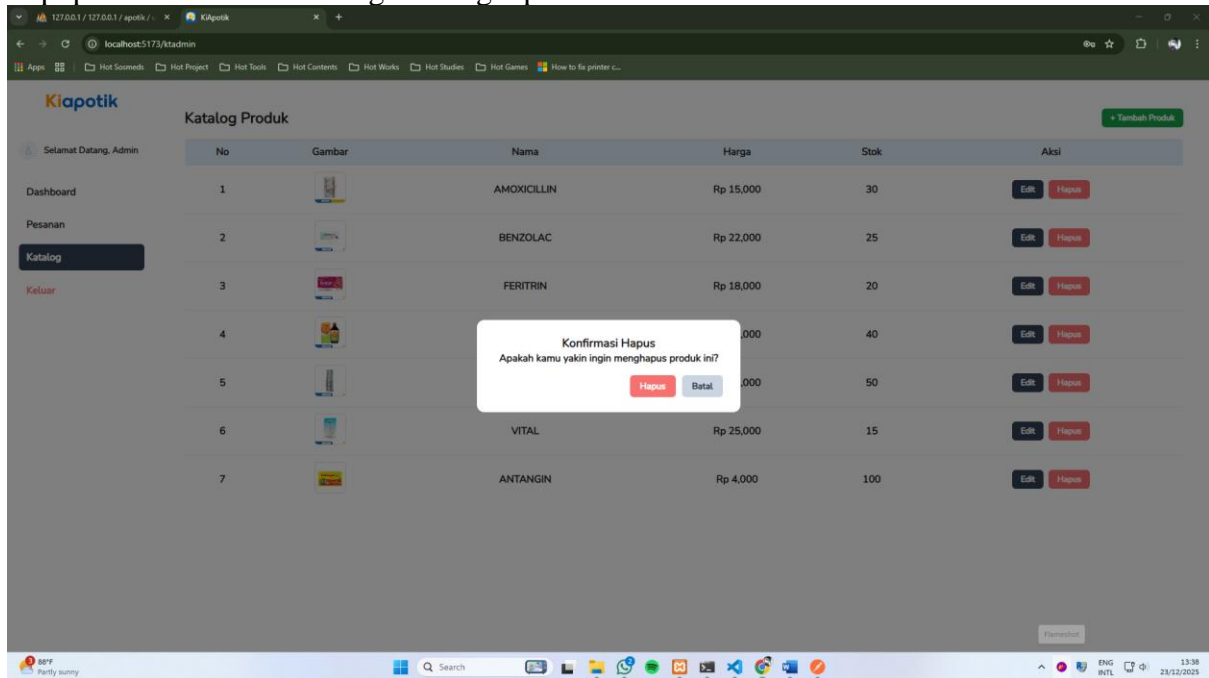 127.0.0.1 / 127.0.0.1 / apotik /
KiApotik
localhost:5173/ktadmin
Apps
Hot Sosmeds
Hot Project
Hot Tools
Hot Contents
Hot Works
Hot Studies
Hot Games
How to fix printer c...
Kiapotik
Selamat Datang, Admin
Dashboard
Pesanan
Katalog
Keluar
Katalog Produk
+ Tambah Produk
No Gambar Nama Harga Stok Aksi
1 AMOXICILLIN Rp 15,000 30 Edit Hapus
2 BENZOLAC Rp 22,000 25 Edit Hapus
3 FERITRIN Rp 18,000 20 Edit Hapus
4 ,000 40 Edit Hapus
5 ,000 50 Edit Hapus
6 VITAL Rp 25,000 15 Edit Hapus
7 ANTANGIN Rp 4,000 100 Edit Hapus
Konfirmasi Hapus
Apakah kamu yakin ingin menghapus produk ini?
Hapus Batal
Flameshot
3
88°F
Partly sunny
Search
ENG
INTL
13:38
23/12/2025